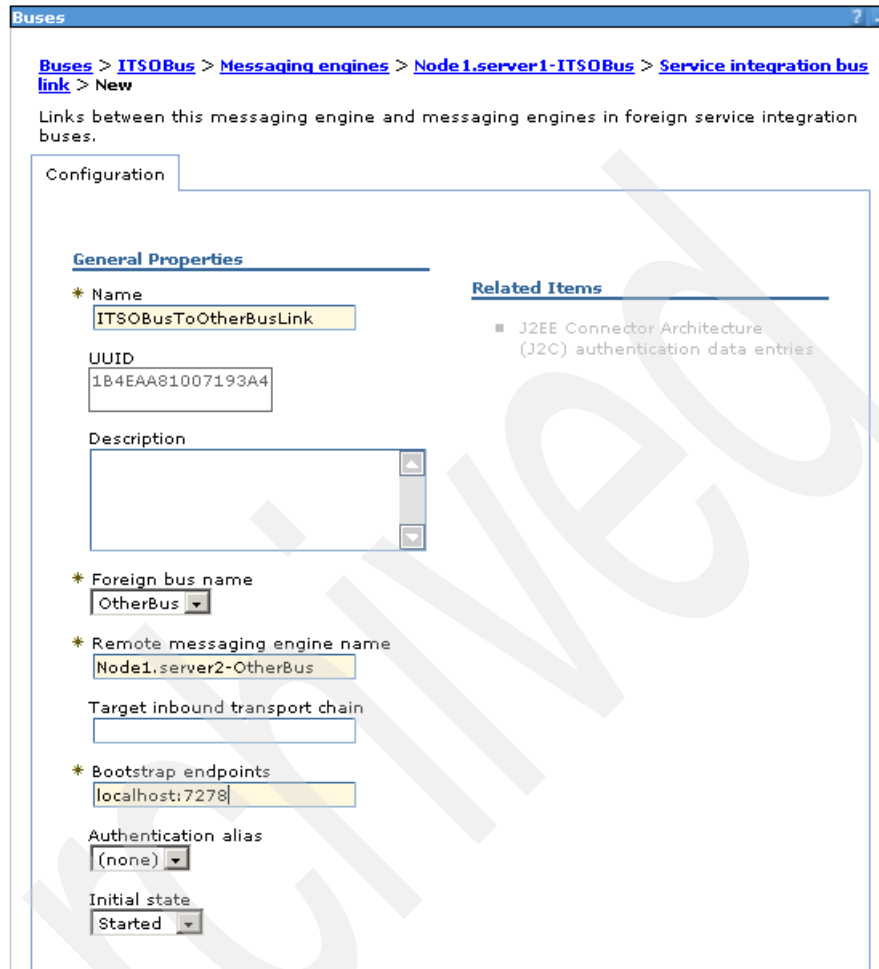 Buses ?
Buses > ITSOBus > Messaging engines > Node1.server1-ITSOBus > Service integration bus
link > New
Links between this messaging engine and messaging engines in foreign service integration
buses.
Configuration
General Properties
* Name
ITSOBusToOtherBusLink
UUID
1B4EAA81007193A4
Description
* Foreign bus name
OtherBus
* Remote messaging engine name
Node1.server2-OtherBus
Target inbound transport chain
* Bootstrap endpoints
localhost:7278
Authentication alias
(none)
Initial state
Started
Related Items
J2EE Connector Architecture
(J2C) authentication data entries
rchived